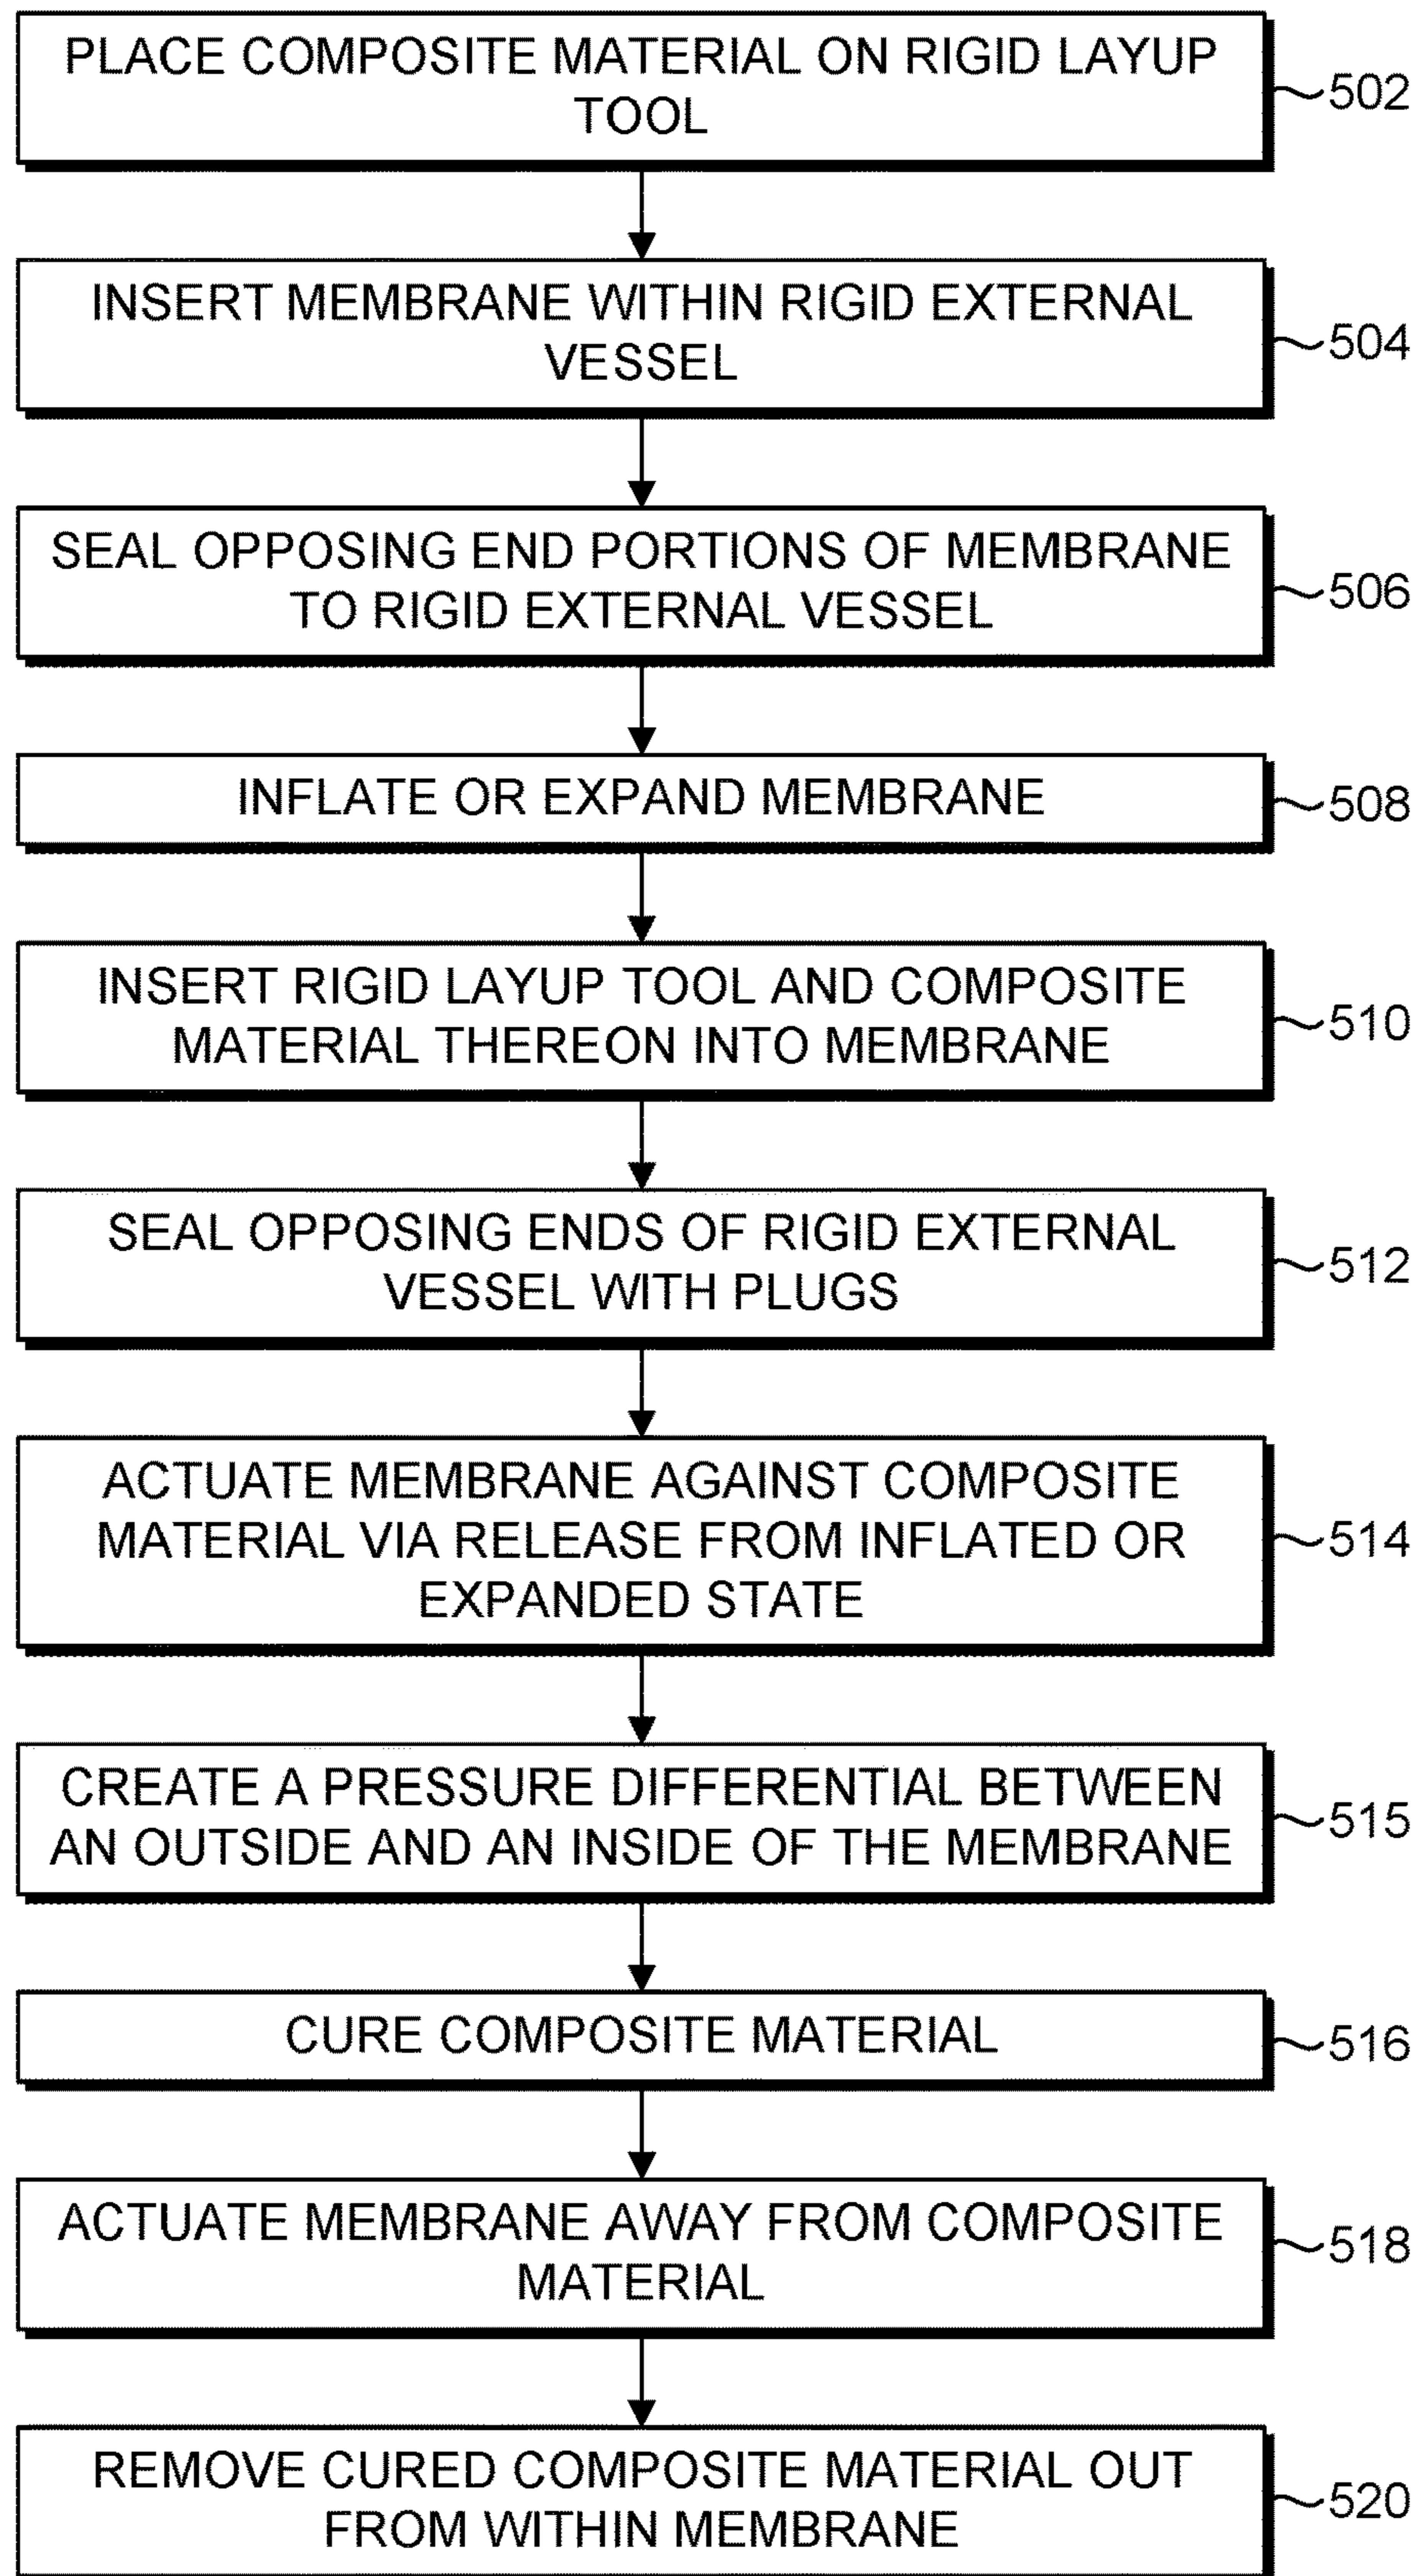 PLACE COMPOSITE MATERIAL ON RIGID LAYUP
TOOL
502
INSERT MEMBRANE WITHIN RIGID EXTERNAL
VESSEL
504
SEAL OPPOSING END PORTIONS OF MEMBRANE
TO RIGID EXTERNAL VESSEL
506
INFLATE OR EXPAND MEMBRANE
508
INSERT RIGID LAYUP TOOL AND COMPOSITE
MATERIAL THEREON INTO MEMBRANE
510
SEAL OPPOSING ENDS OF RIGID EXTERNAL
VESSEL WITH PLUGS
512
ACTUATE MEMBRANE AGAINST COMPOSITE
MATERIAL VIA RELEASE FROM INFLATED OR
EXPANDED STATE
514
CREATE A PRESSURE DIFFERENTIAL BETWEEN
AN OUTSIDE AND AN INSIDE OF THE MEMBRANE
515
CURE COMPOSITE MATERIAL
516
ACTUATE MEMBRANE AWAY FROM COMPOSITE
MATERIAL
518
REMOVE CURED COMPOSITE MATERIAL OUT
FROM WITHIN MEMBRANE
520